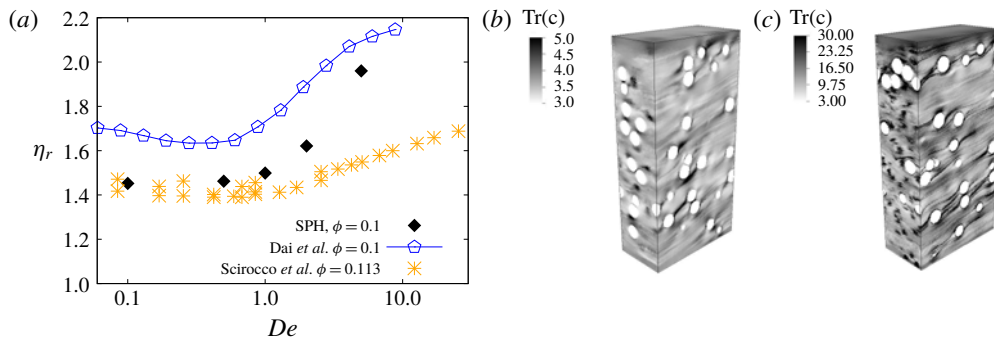 (a)
2.2
2.0
1.8
1.6
1.4
1.2
1.0
ηr
0.1
1.0
10.0
De
SPH, ϕ = 0.1
Dai et al. ϕ = 0.1
Scirocco et al. ϕ = 0.113
(b)
Tr(c)
5.0
4.5
4.0
3.5
3.0
(c)
Tr(c)
30.00
23.25
16.50
9.75
3.00